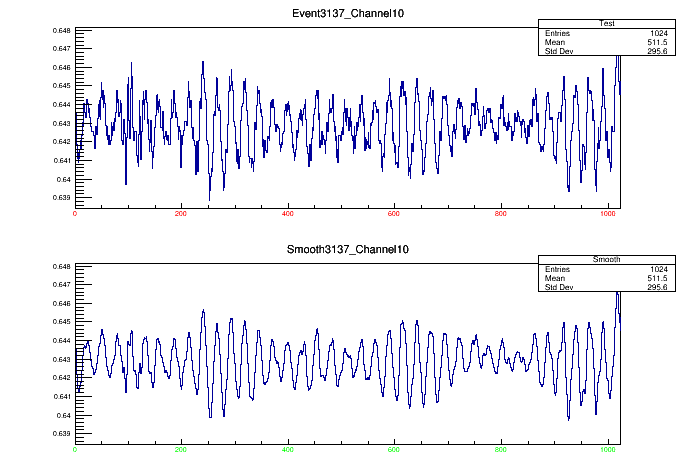 Event3137_Channel10
Test
Entries 1024
Mean 511.5
Std Dev 295.6
0.648
0.647
0.646
0.645
0.644
0.643
0.642
0.641
0.64
0.639
0 200 400 600 800 1000
Smooth3137_Channel10
Smooth
Entries 1024
Mean 511.5
Std Dev 295.6
0.648
0.647
0.646
0.645
0.644
0.643
0.642
0.641
0.64
0.639
0 200 400 600 800 1000